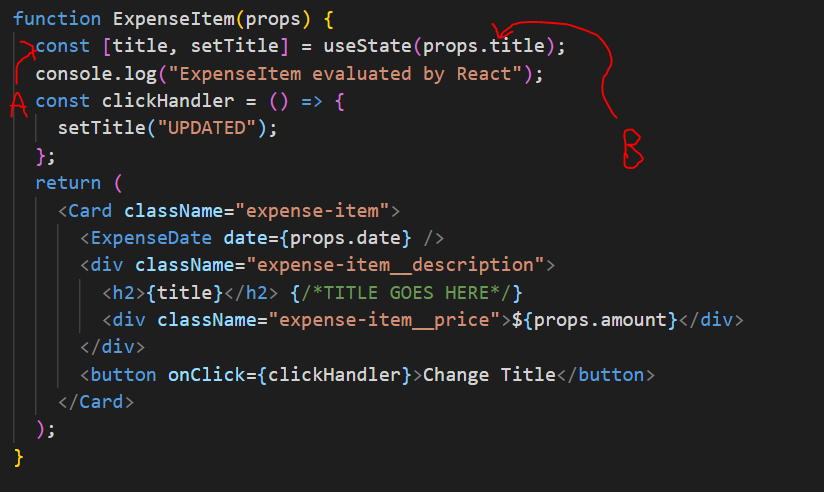 function ExpenseItem(props) {
const [title, setTitle] = useState(props.title);
console.log("ExpenseItem evaluated by React");
A
const clickHandler = () => {
setTitle("UPDATED");
};
B
return (
<Card className="expense-item">
<ExpenseDate date={props.date} />
<div className="expense-item__description">
<h2>{title}</h2> {/*TITLE GOES HERE*/}
<div className="expense-item__price">${props.amount}</div>
</div>
<button onClick={clickHandler}>Change Title</button>
</Card>
);
}